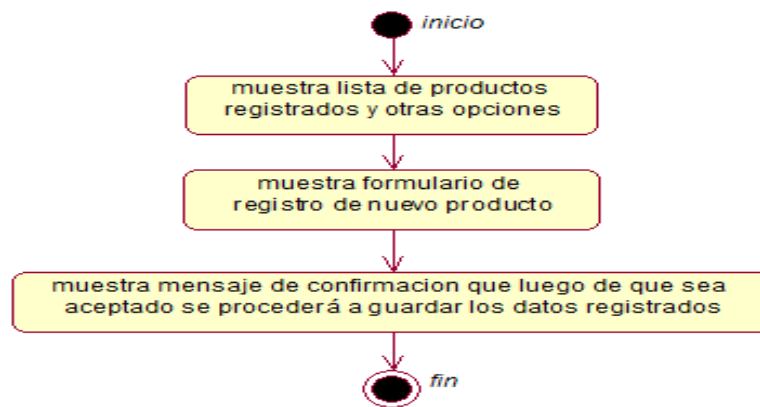 inicio
muestra lista de productos
registrados y otras opciones
muestra formulario de
registro de nuevo producto
muestra mensaje de confirmacion que luego de que sea
aceptado se procederá a guardar los datos registrados
fin